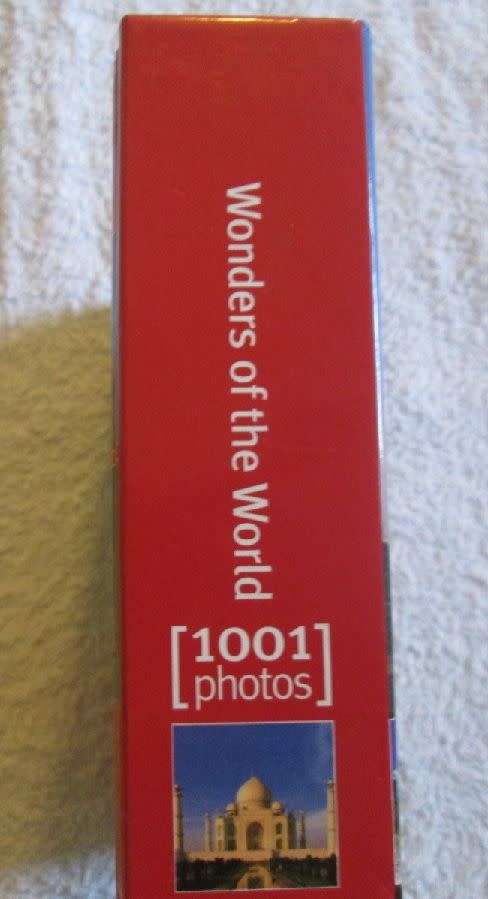 Wonders of the World
[1001
photos]